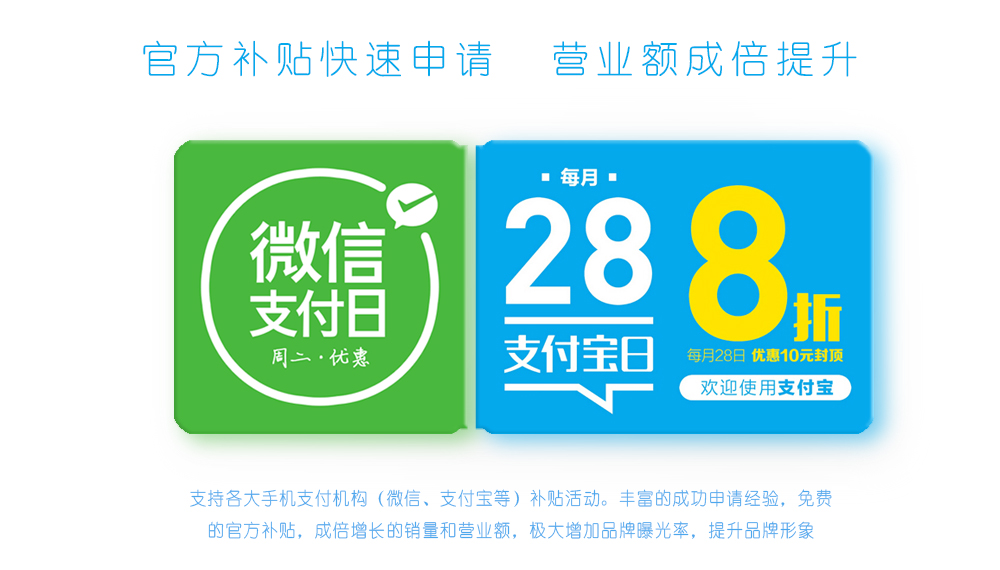 官方补贴快速申请　营业额成倍提升
微信
支付日
周二·优惠
每月
28
支付宝日
8折
每月28日 优惠10元封顶
欢迎使用支付宝
支持各大手机支付机构（微信、支付宝等）补贴活动。丰富的成功申请经验，免费
的官方补贴，成倍增长的销量和营业额，极大增加品牌曝光率，提升品牌形象